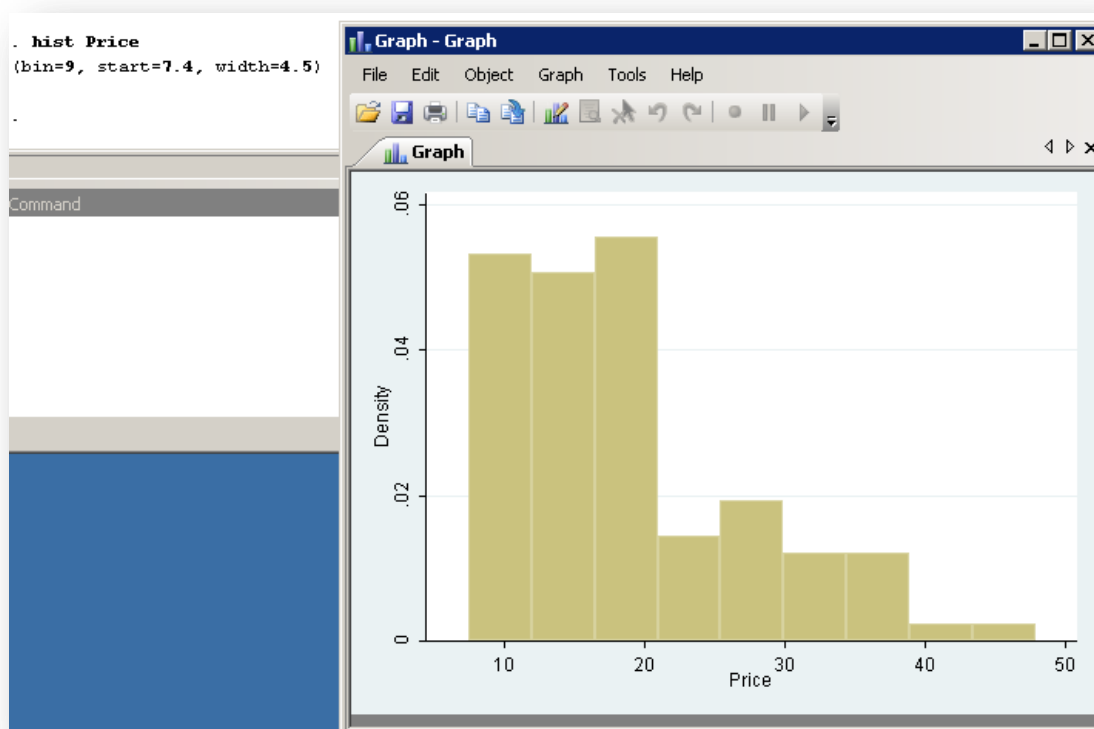 . hist Price
(bin=9, start=7.4, width=4.5)
.
Command
Graph - Graph
File Edit Object Graph Tools Help
Graph
.06
.04
.02
0
Density
10 20 30 40 50
Price